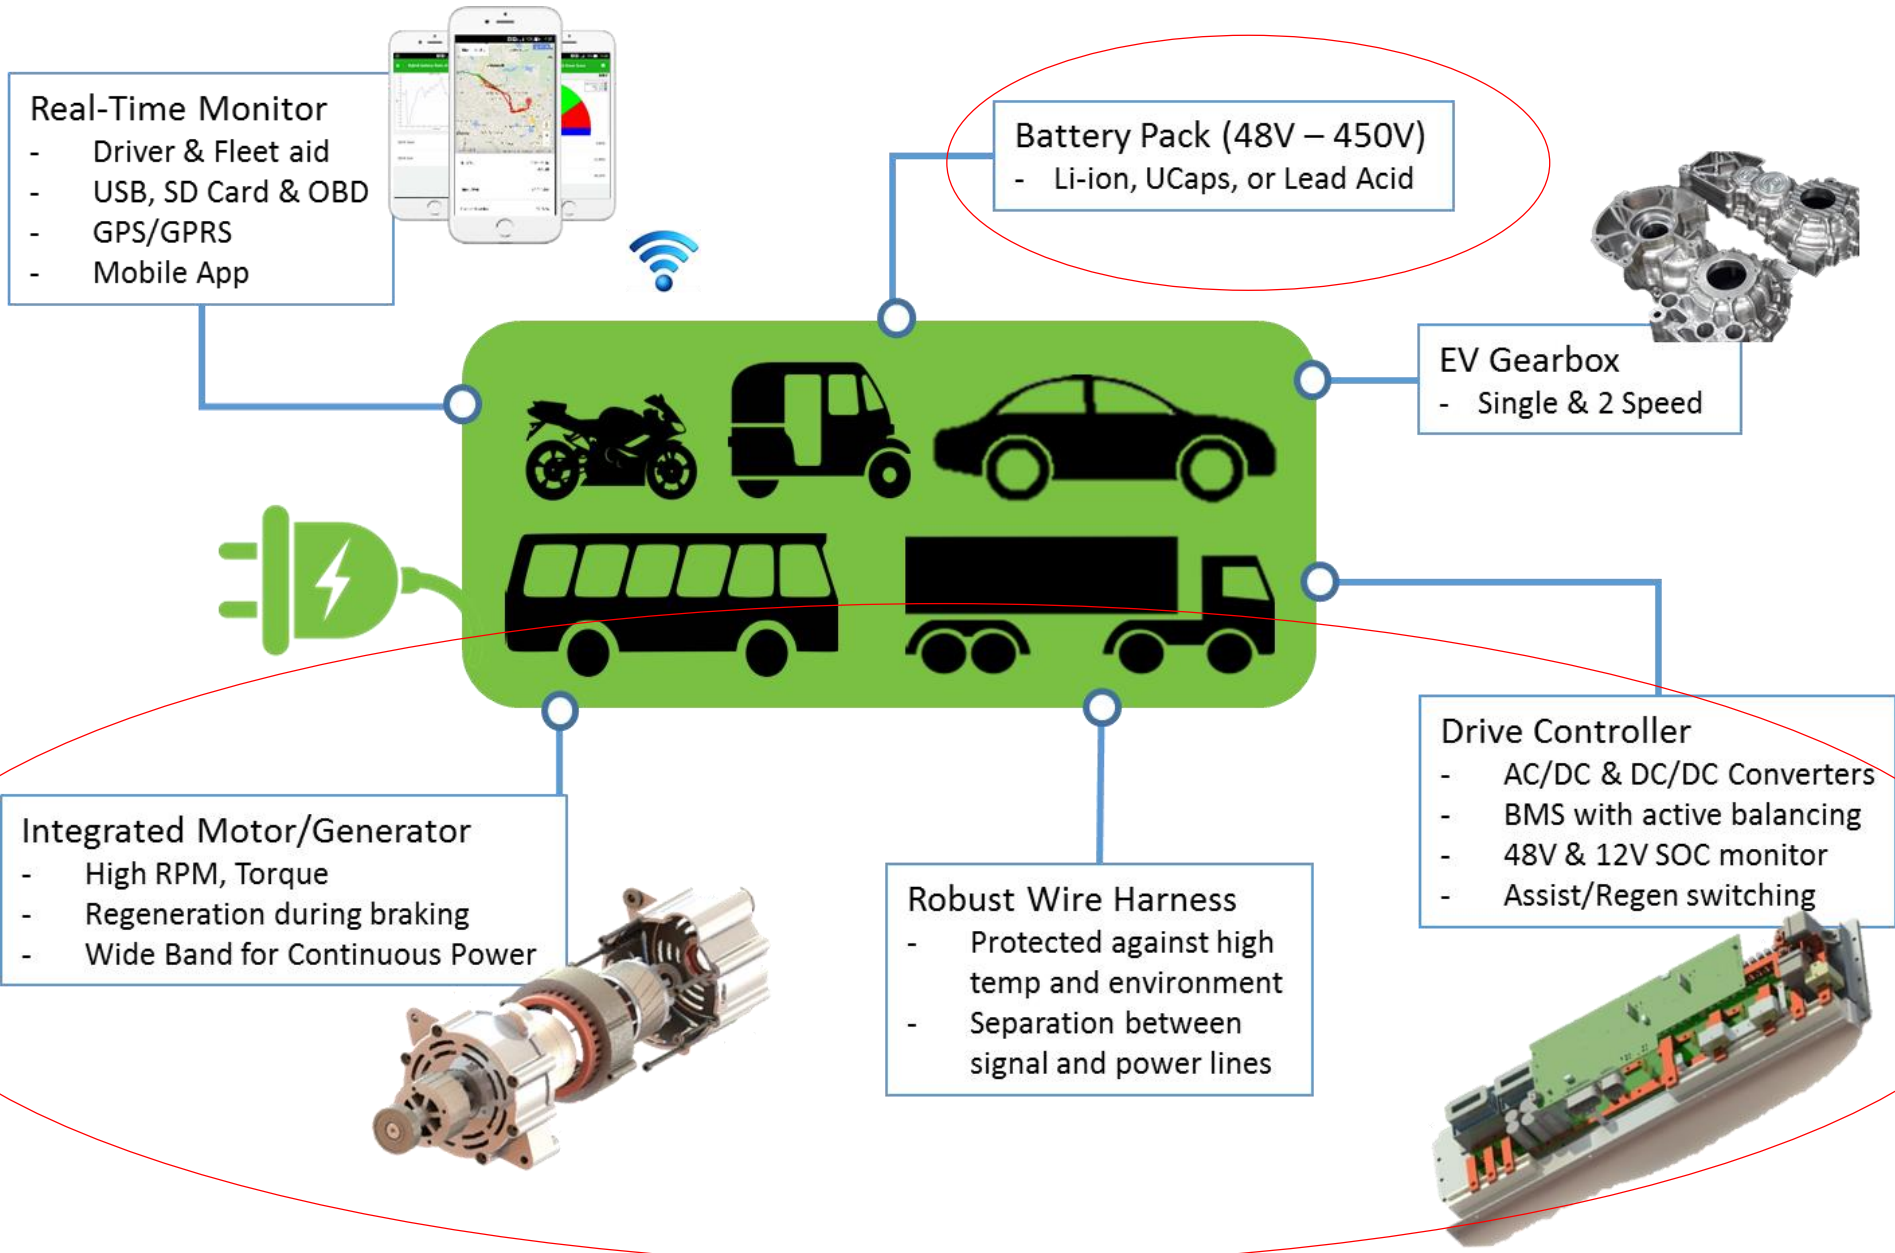 Real-Time Monitor
- Driver & Fleet aid
- USB, SD Card & OBD
- GPS/GPRS
- Mobile App
Battery Pack (48V – 450V)
- Li-ion, UCaps, or Lead Acid
EV Gearbox
- Single & 2 Speed
Drive Controller
- AC/DC & DC/DC Converters
- BMS with active balancing
- 48V & 12V SOC monitor
- Assist/Regen switching
Integrated Motor/Generator
- High RPM, Torque
- Regeneration during braking
- Wide Band for Continuous Power
Robust Wire Harness
- Protected against high
temp and environment
- Separation between
signal and power lines